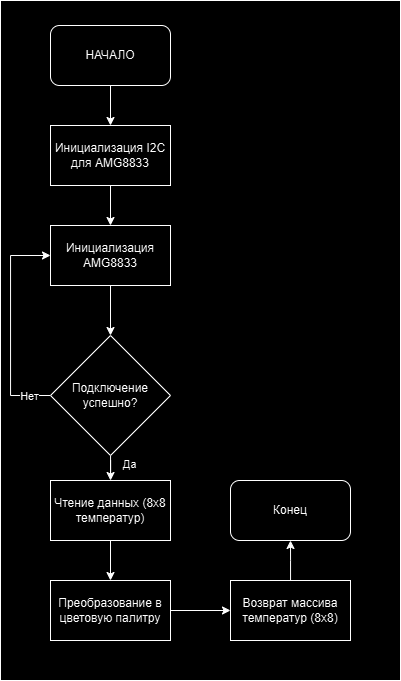 НАЧАЛО
Инициализация I2C
для AMG8833
Инициализация
AMG8833
Подключение
успешно?
Нет
Да
Чтение данных (8x8
температур)
Конец
Преобразование в
цветовую палитру
Возврат массива
температур (8x8)